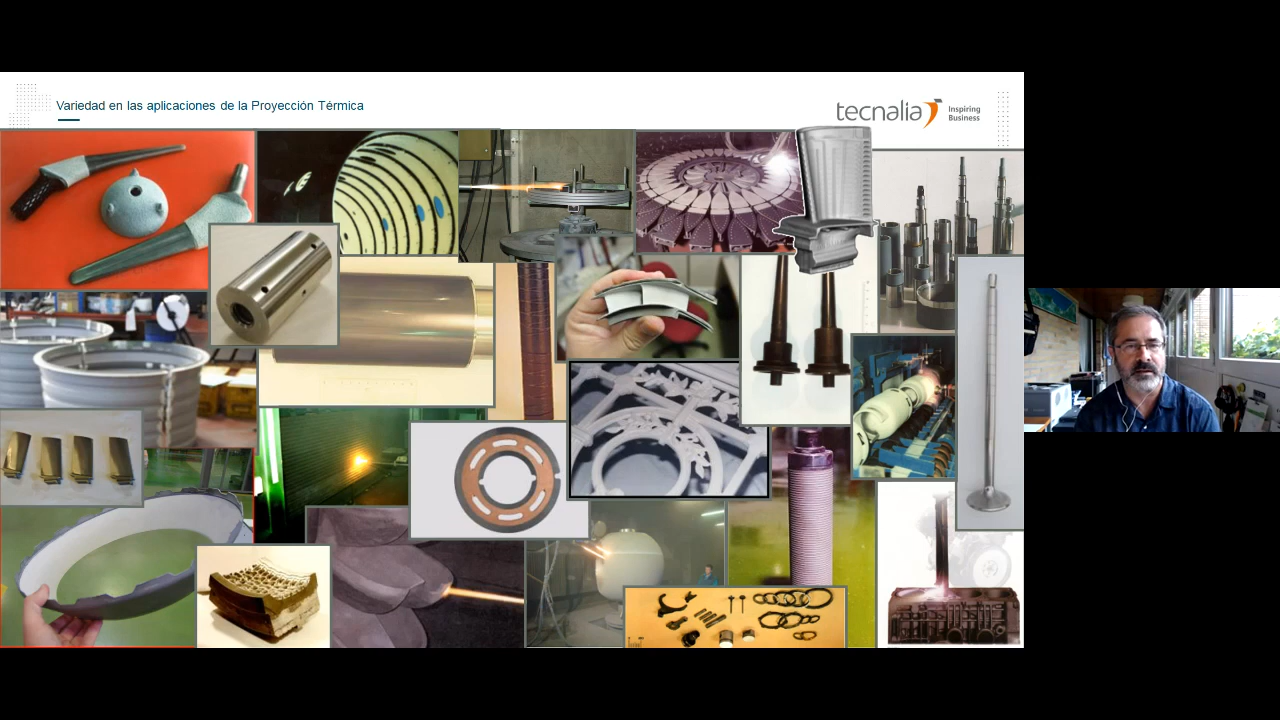 Variedad en las aplicaciones de la Proyección Térmica
tecnalia
Inspiring
Business